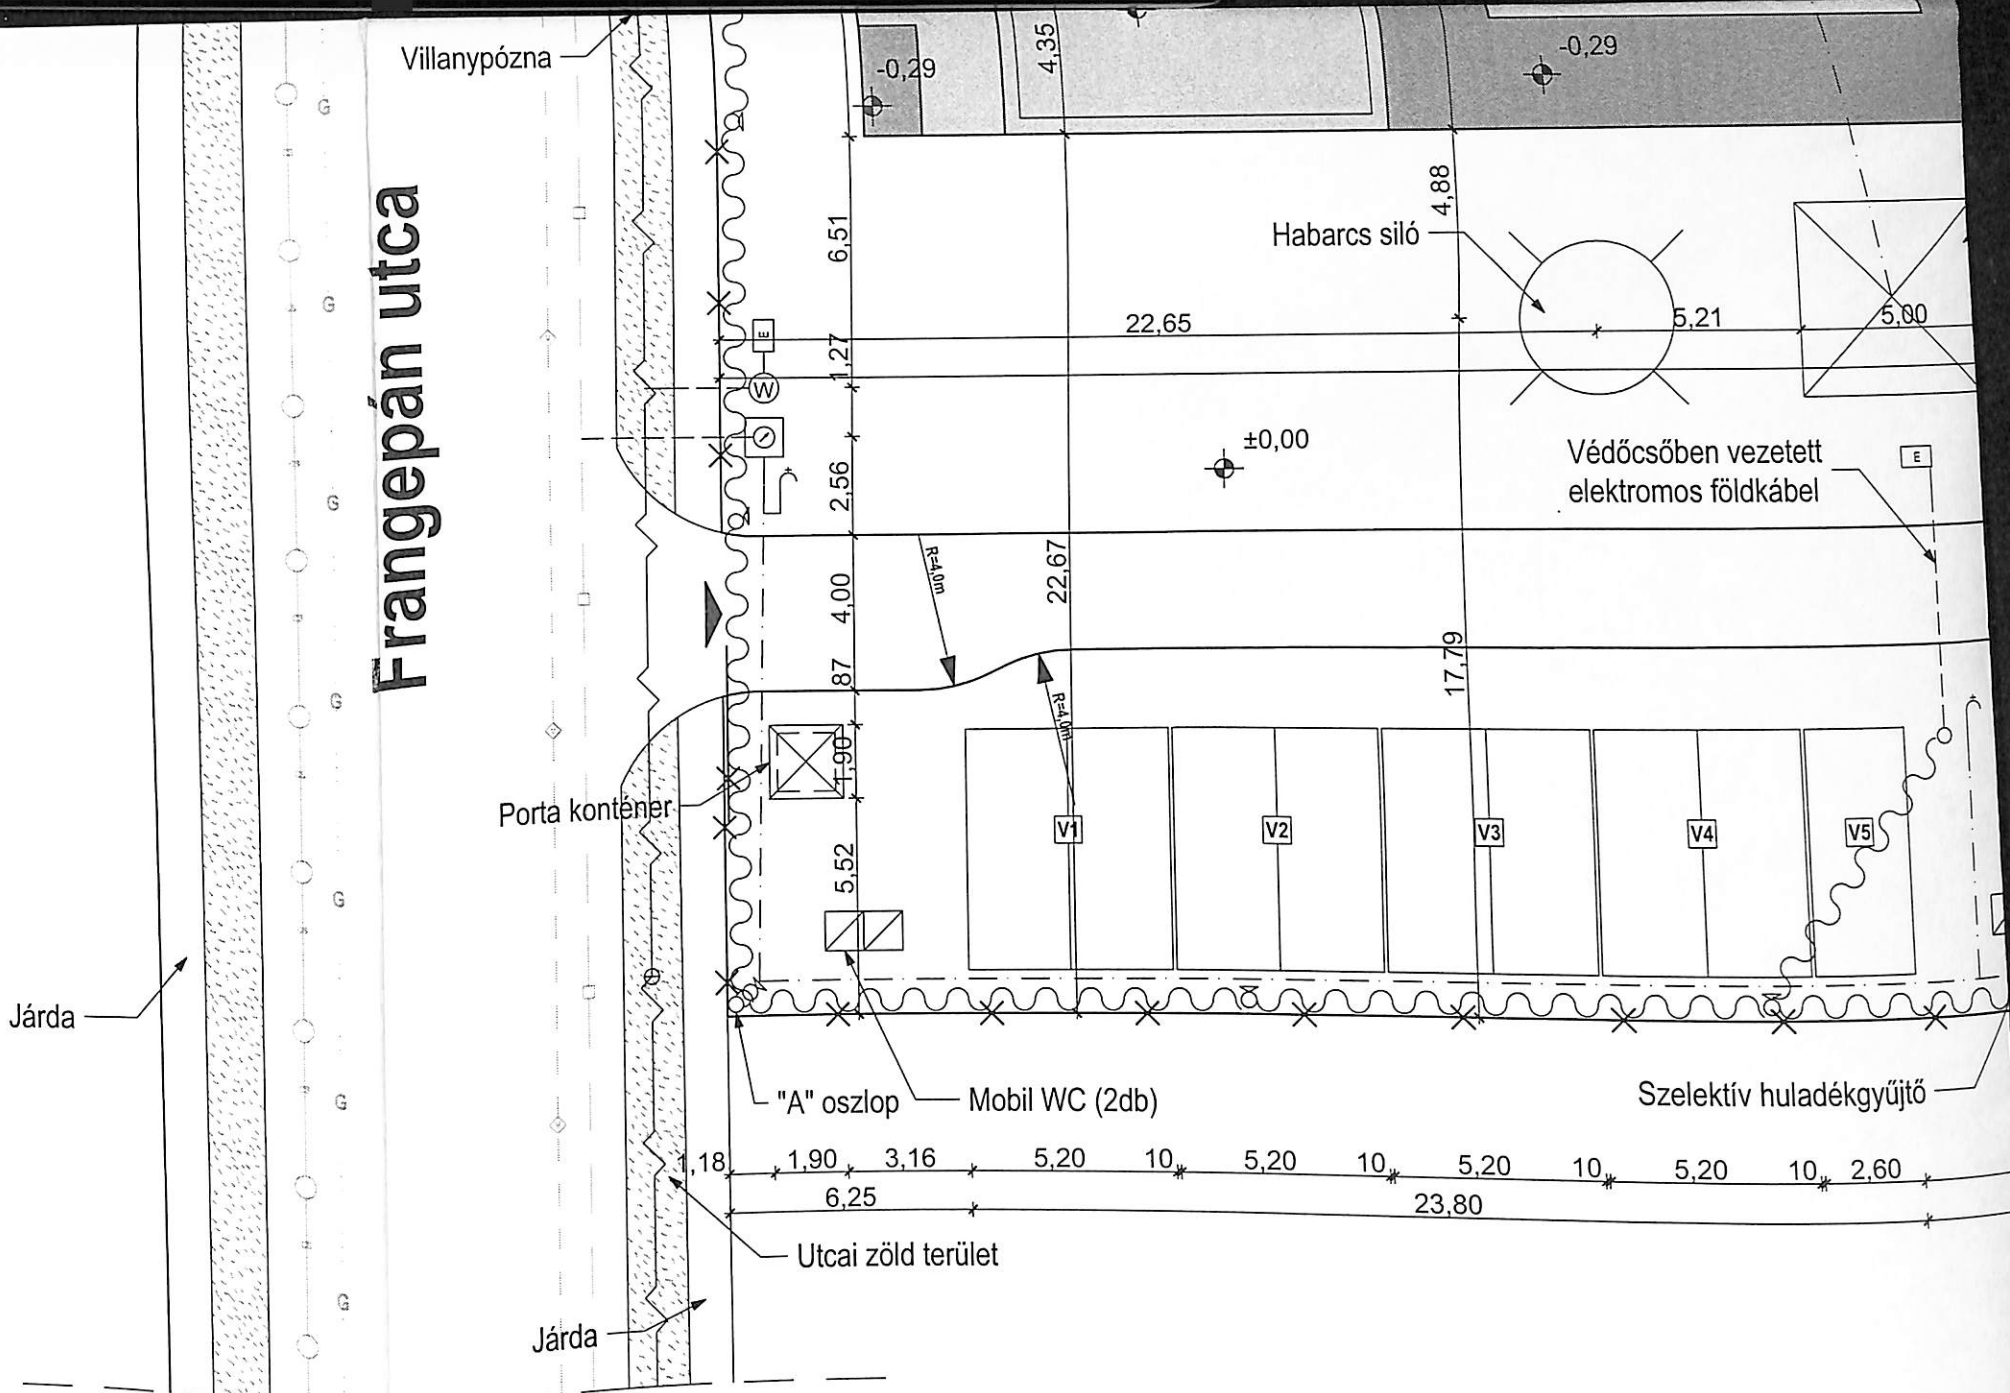 Villanypózna
-0,29
4,35
-0,29
G
Frangepán utca
6,51
4,88
Habarcs siló
G
22,65
5,21
5,00
E
1,27
W
±0,00
Védőcsőben vezetett
elektromos földkábel
E
G
2,56
R=4,0m
22,67
4,00
87
17,79
G
R=4,0m
1,90
Porta konténer
V1
V2
V3
V4
V5
5,52
G
Járda
"A" oszlop
Mobil WC (2db)
Szelektív huladékgyűjtő
G
1,18
1,90
3,16
5,20
10
5,20
10
5,20
10
5,20
10
2,60
6,25
23,80
Utcai zöld terület
G
Járda